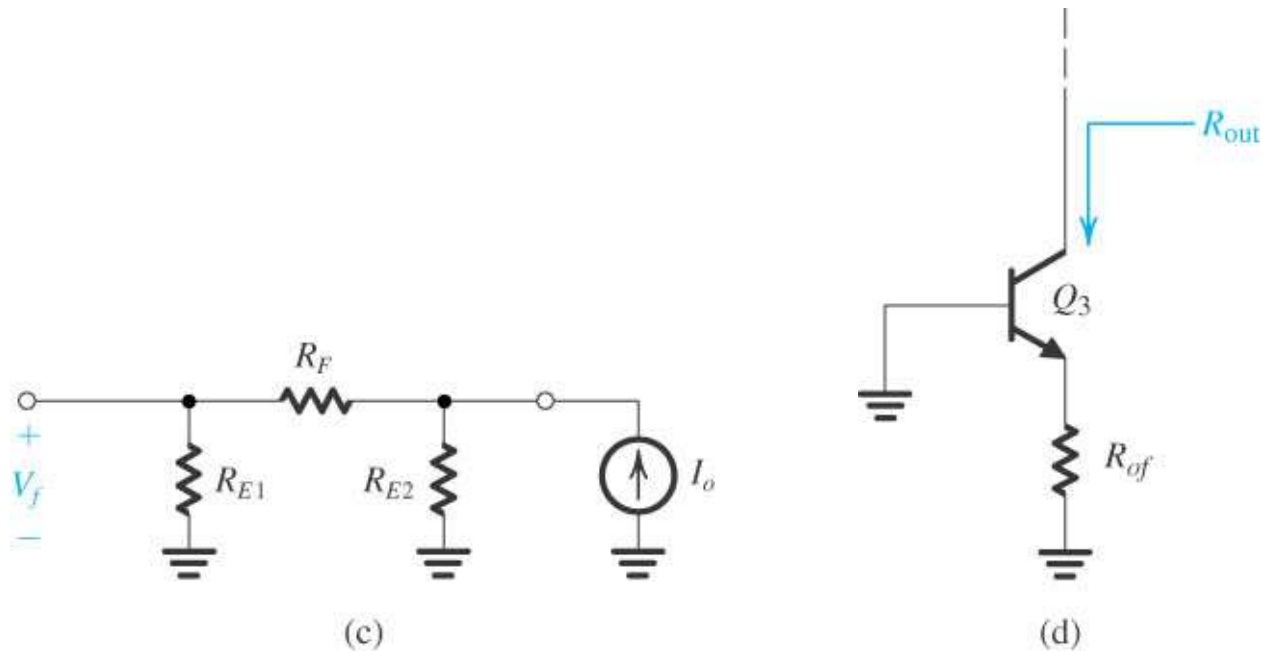 R_out
Q_3
R_F
+
V_f
−
R_E1
R_E2
I_o
R_of
(c)
(d)